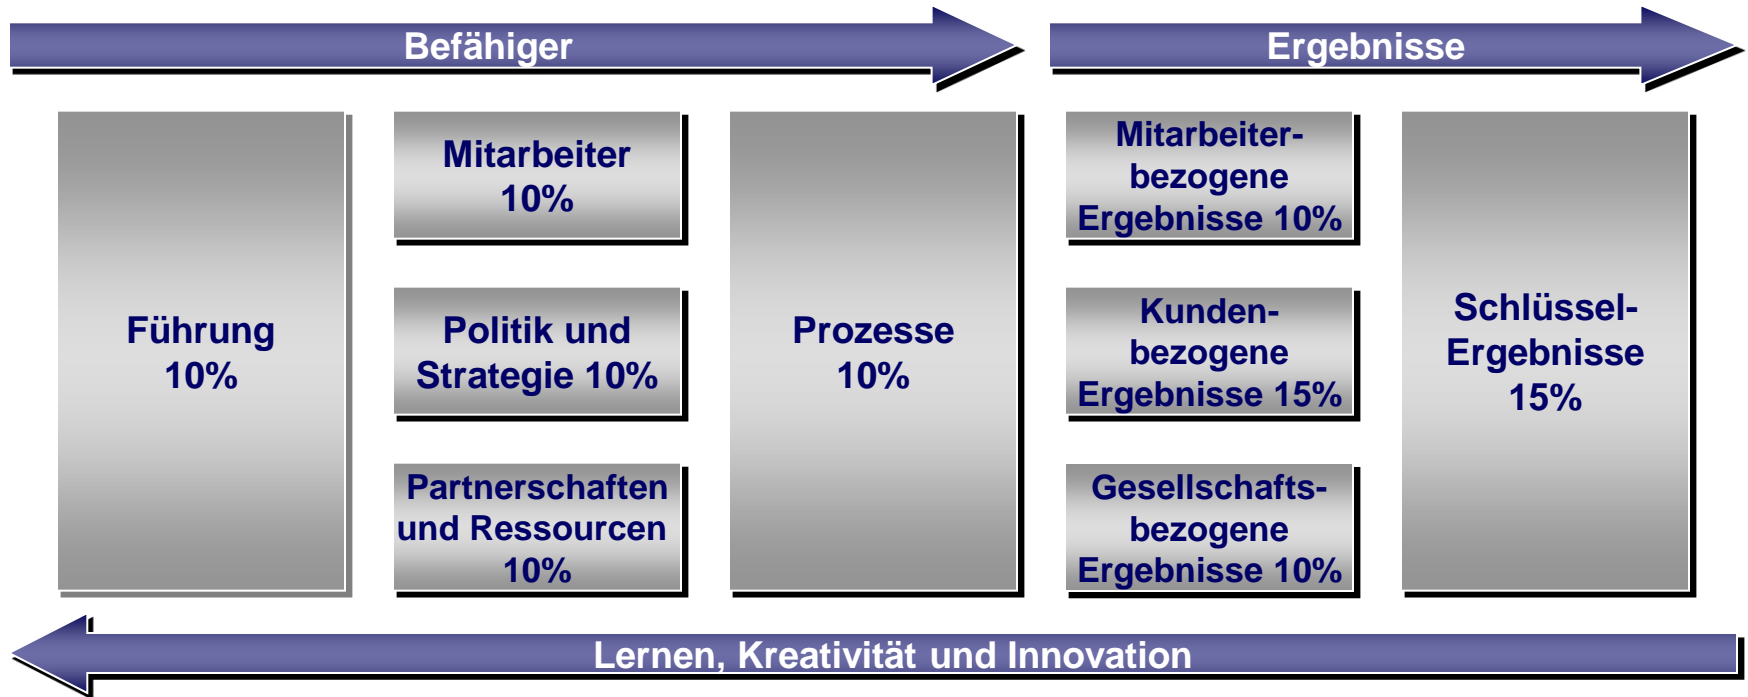 Befähiger
Ergebnisse
Führung
10%
Mitarbeiter
10%
Politik und
Strategie 10%
Partnerschaften
und Ressourcen
10%
Prozesse
10%
Mitarbeiter-
bezogene
Ergebnisse 10%
Kunden-
bezogene
Ergebnisse 15%
Gesellschafts-
bezogene
Ergebnisse 10%
Schlüssel-
Ergebnisse
15%
Lernen, Kreativität und Innovation